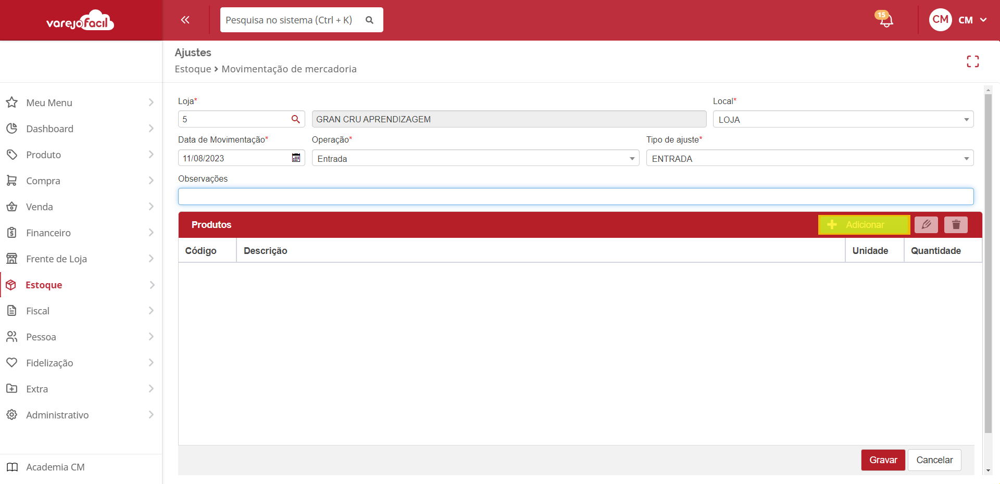 varejofacil
Pesquisa no sistema (Ctrl + K)
15
CM
CM
Ajustes
Estoque > Movimentação de mercadoria
Meu Menu
Dashboard
Produto
Compra
Venda
Financeiro
Frente de Loja
Estoque
Fiscal
Pessoa
Fidelização
Extra
Administrativo
Academia CM
Loja*
Local*
5
GRAN CRU APRENDIZAGEM
LOJA
Data de Movimentação*
Operação*
Tipo de ajuste*
11/08/2023
Entrada
ENTRADA
Observações
Produtos
Adicionar
Código
Descrição
Unidade
Quantidade
Gravar
Cancelar